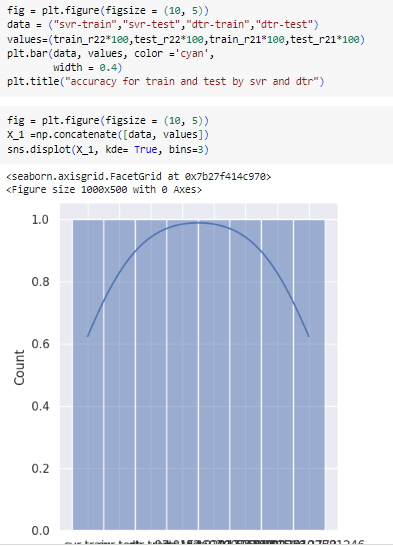 fig = plt.figure(figsize = (10, 5))
data = ("svr-train","svr-test","dtr-train","dtr-test")
values=(train_r22*100,test_r22*100,train_r21*100,test_r21*100)
plt.bar(data, values, color ='cyan',
width = 0.4)
plt.title("accuracy for train and test by svr and dtr")
fig = plt.figure(figsize = (10, 5))
X_1 =np.concatenate([data, values])
sns.displot(X_1, kde= True, bins=3)
<seaborn.axisgrid.FacetGrid at 0x7b27f414c970>
<Figure size 1000x500 with 0 Axes>
1.0
0.8
0.6
0.4
0.2
0.0
Count